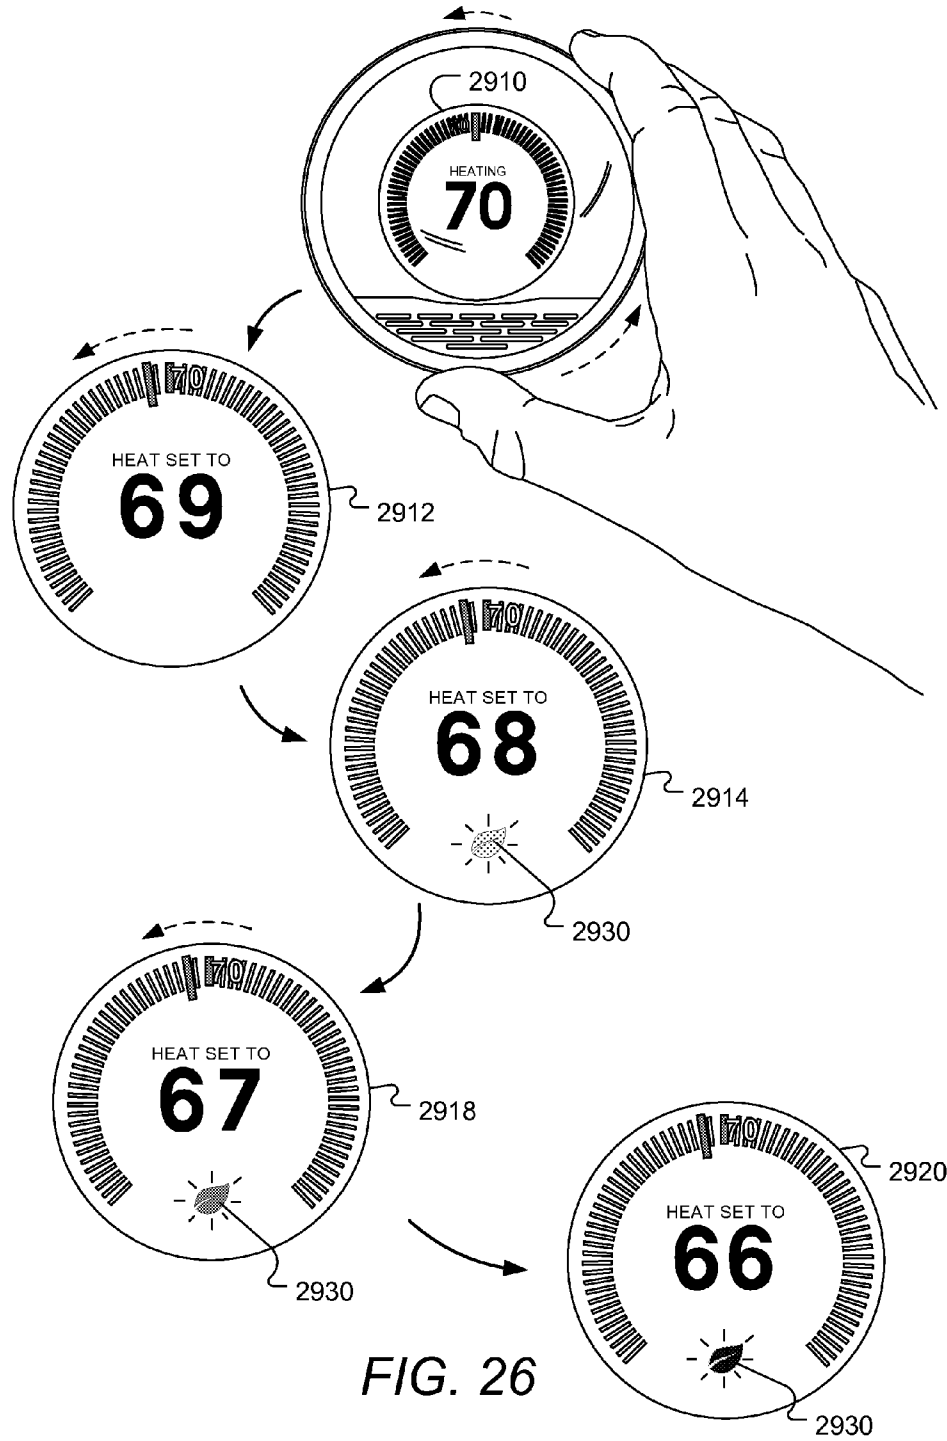 2910
HEATING
70
70
HEAT SET TO
69
2912
70
HEAT SET TO
68
2914
2930
70
HEAT SET TO
67
2918
2930
70
HEAT SET TO
66
2920
2930
FIG. 26